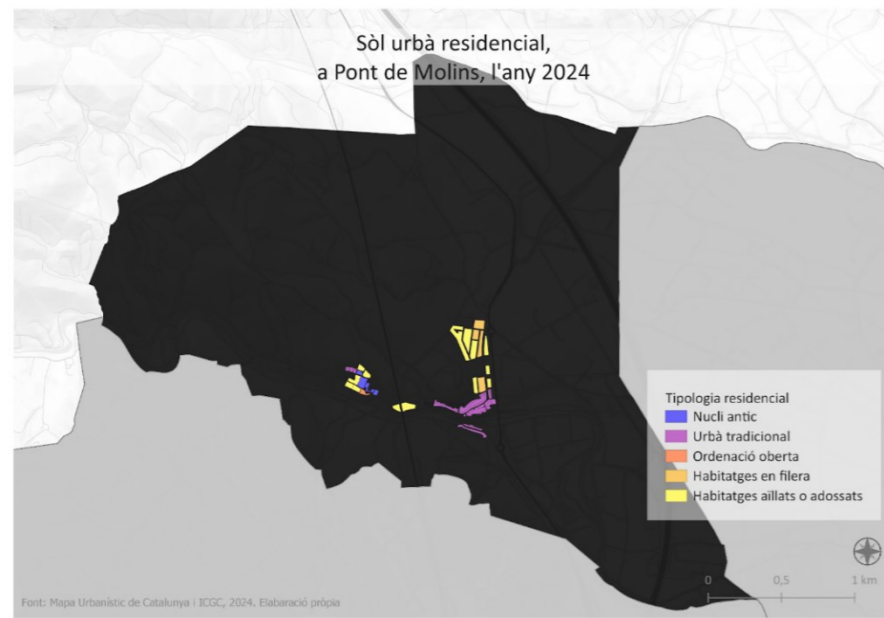 Sòl urbà residencial,
a Pont de Molins, l'any 2024
Tipologia residencial
Nucli antic
Urbà tradicional
Ordenació oberta
Habitatges en filera
Habitatges aïllats o adossats
0 0,5 1 km
Font: Mapa Urbanístic de Catalunya i ICGC, 2024. Elabaració pròpia